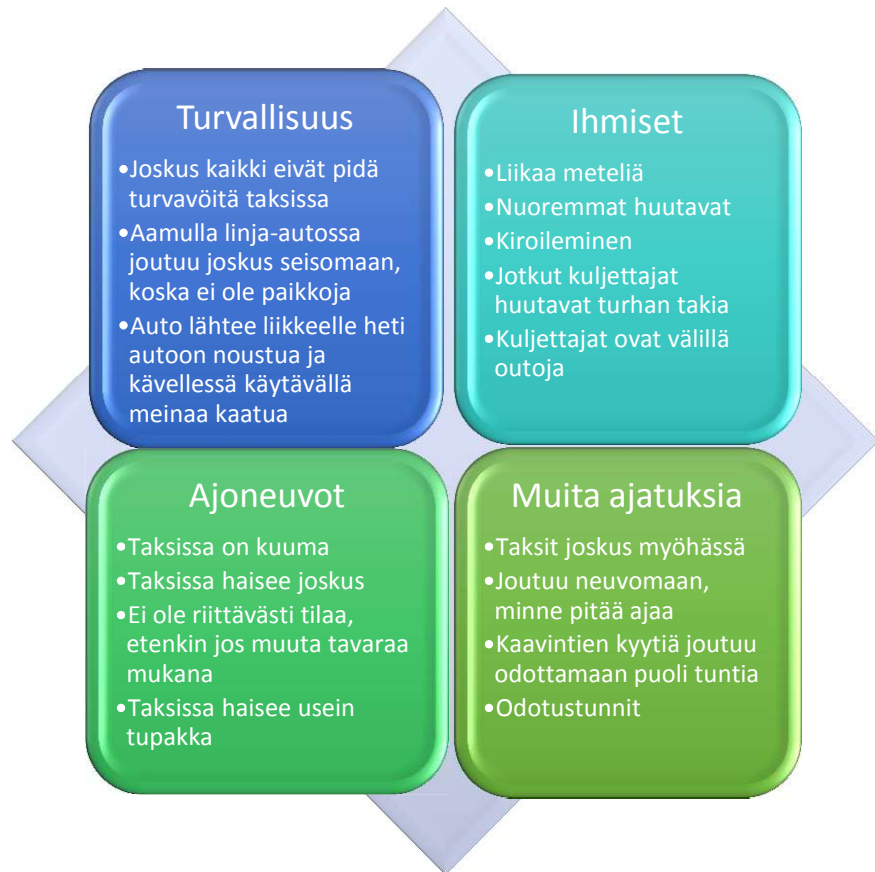 Turvallisuus
•Joskus kaikki eivät pidä
turvavöitä taksissa
•Aamulla linja-autossa
joutuu joskus seisomaan,
koska ei ole paikkoja
•Auto lähtee liikkeelle heti
autoon noustua ja
kävellessä käytävällä
meinaa kaatua
Ihmiset
•Liikaa meteliä
•Nuoremmat huutavat
•Kiroileminen
•Jotkut kuljettajat
huutavat turhan takia
•Kuljettajat ovat välillä
outoja
Ajoneuvot
•Taksissa on kuuma
•Taksissa haisee joskus
•Ei ole riittävästi tilaa,
etenkin jos muuta tavaraa
mukana
•Taksissa haisee usein
tupakka
Muita ajatuksia
•Taksit joskus myöhässä
•Joutuu neuvomaan,
minne pitää ajaa
•Kaavintien kyytiä joutuu
odottamaan puoli tuntia
•Odotustunnit